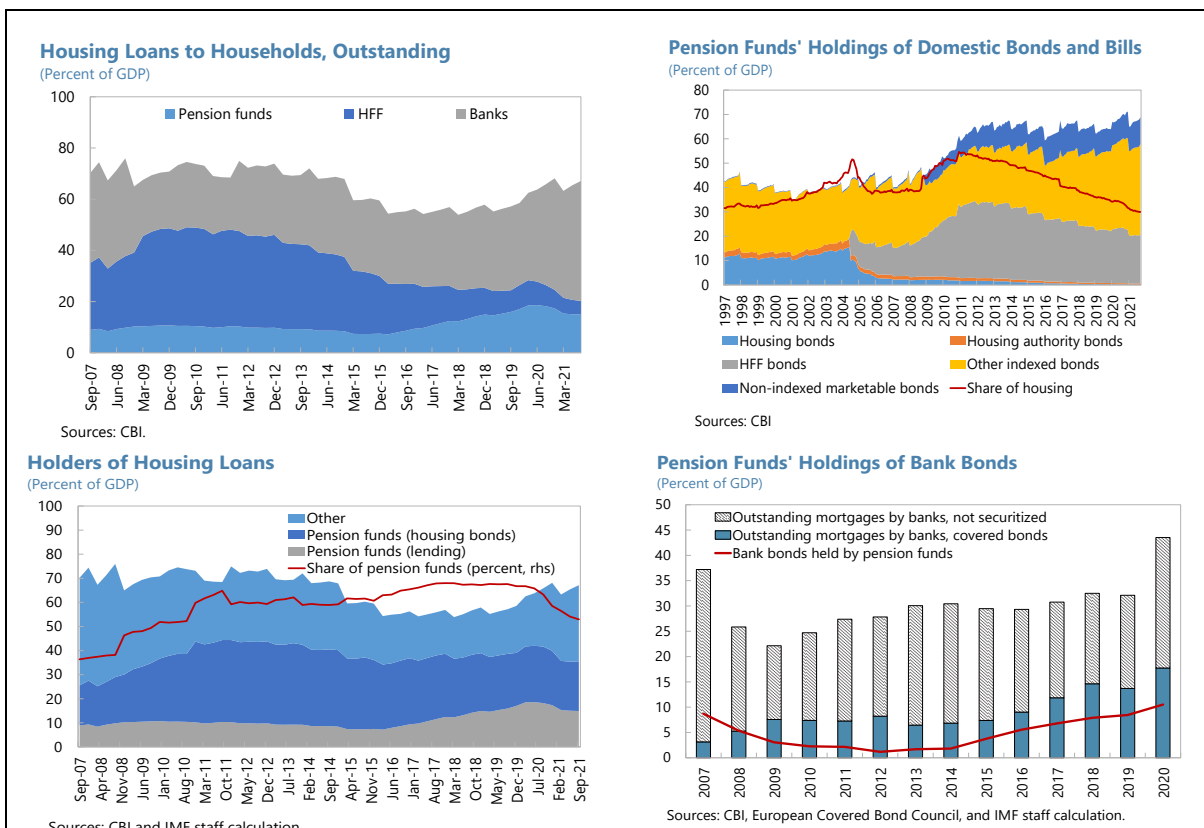 Housing Loans to Households, Outstanding
(Percent of GDP)
100
80
60
40
20
0
Pension funds
HFF
Banks
Sep-07
Jun-08
Mar-09
Dec-09
Sep-10
Jun-11
Mar-12
Dec-12
Sep-13
Jun-14
Mar-15
Dec-15
Sep-16
Jun-17
Mar-18
Dec-18
Sep-19
Jun-20
Mar-21
Sources: CBI.
Pension Funds' Holdings of Domestic Bonds and Bills
(Percent of GDP)
80
70
60
50
40
30
20
10
0
1997
1998
1999
2000
2001
2002
2003
2004
2005
2006
2007
2008
2009
2010
2011
2012
2013
2014
2015
2016
2017
2018
2019
2020
2021
Housing bonds
Housing authority bonds
HFF bonds
Other indexed bonds
Non-indexed marketable bonds
Share of housing
Sources: CBI
Holders of Housing Loans
(Percent of GDP)
100
90
80
70
60
50
40
30
20
10
0
Other
Pension funds (housing bonds)
Pension funds (lending)
Share of pension funds (percent, rhs)
Sep-07
Apr-08
Nov-08
Jun-09
Jan-10
Aug-10
Mar-11
Oct-11
May-12
Dec-12
Jul-13
Feb-14
Sep-14
Apr-15
Nov-15
Jun-16
Jan-17
Aug-17
Mar-18
Oct-18
May-19
Dec-19
Jul-20
Feb-21
Sep-21
Sources: CBI and IMF staff calculation
Pension Funds' Holdings of Bank Bonds
(Percent of GDP)
50
45
40
35
30
25
20
15
10
5
0
Outstanding mortgages by banks, not securitized
Outstanding mortgages by banks, covered bonds
Bank bonds held by pension funds
2007
2008
2009
2010
2011
2012
2013
2014
2015
2016
2017
2018
2019
2020
Sources: CBI, European Covered Bond Council, and IMF staff calculation.